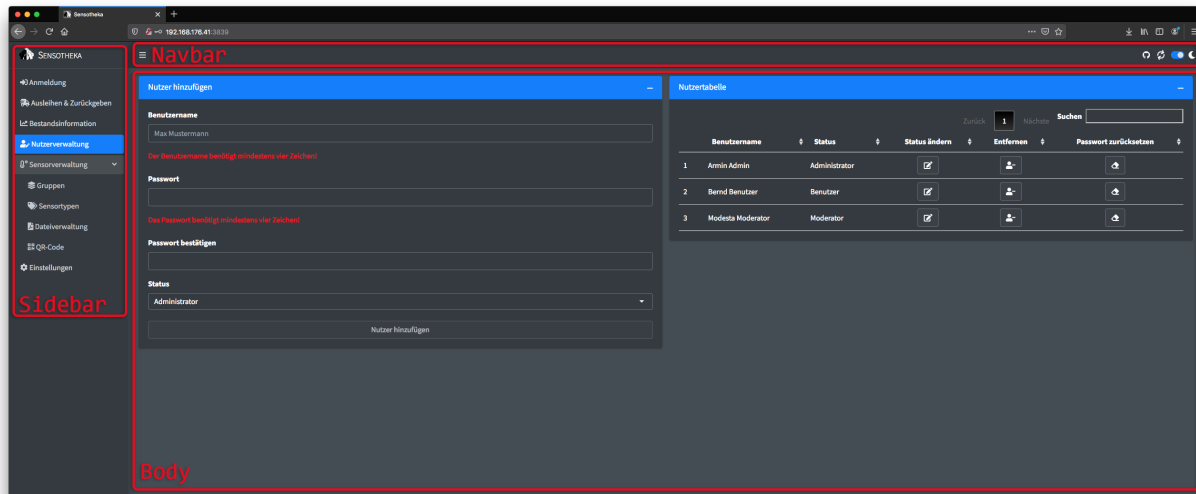 Sensotheka
192.168.176.41:3839
SENSOTHEKA
Navbar
Anmeldung
Ausleihen & Zurückgeben
Bestandsinformation
Nutzerverwaltung
Sensorverwaltung
Gruppen
Sensortypen
Dateiverwaltung
QR-Code
Einstellungen
Sidebar
Nutzer hinzufügen
Benutzername
Max Mustermann
Der Benutzername benötigt mindestens vier Zeichen!
Passwort
Das Passwort benötigt mindestens vier Zeichen!
Passwort bestätigen
Status
Administrator
Nutzer hinzufügen
Nutzertabelle
Zurück 1 Nächste Suchen
Benutzername Status Status ändern Entfernen Passwort zurücksetzen
1 Armin Admin Administrator
2 Bernd Benutzer Benutzer
3 Modesta Moderator Moderator
Body